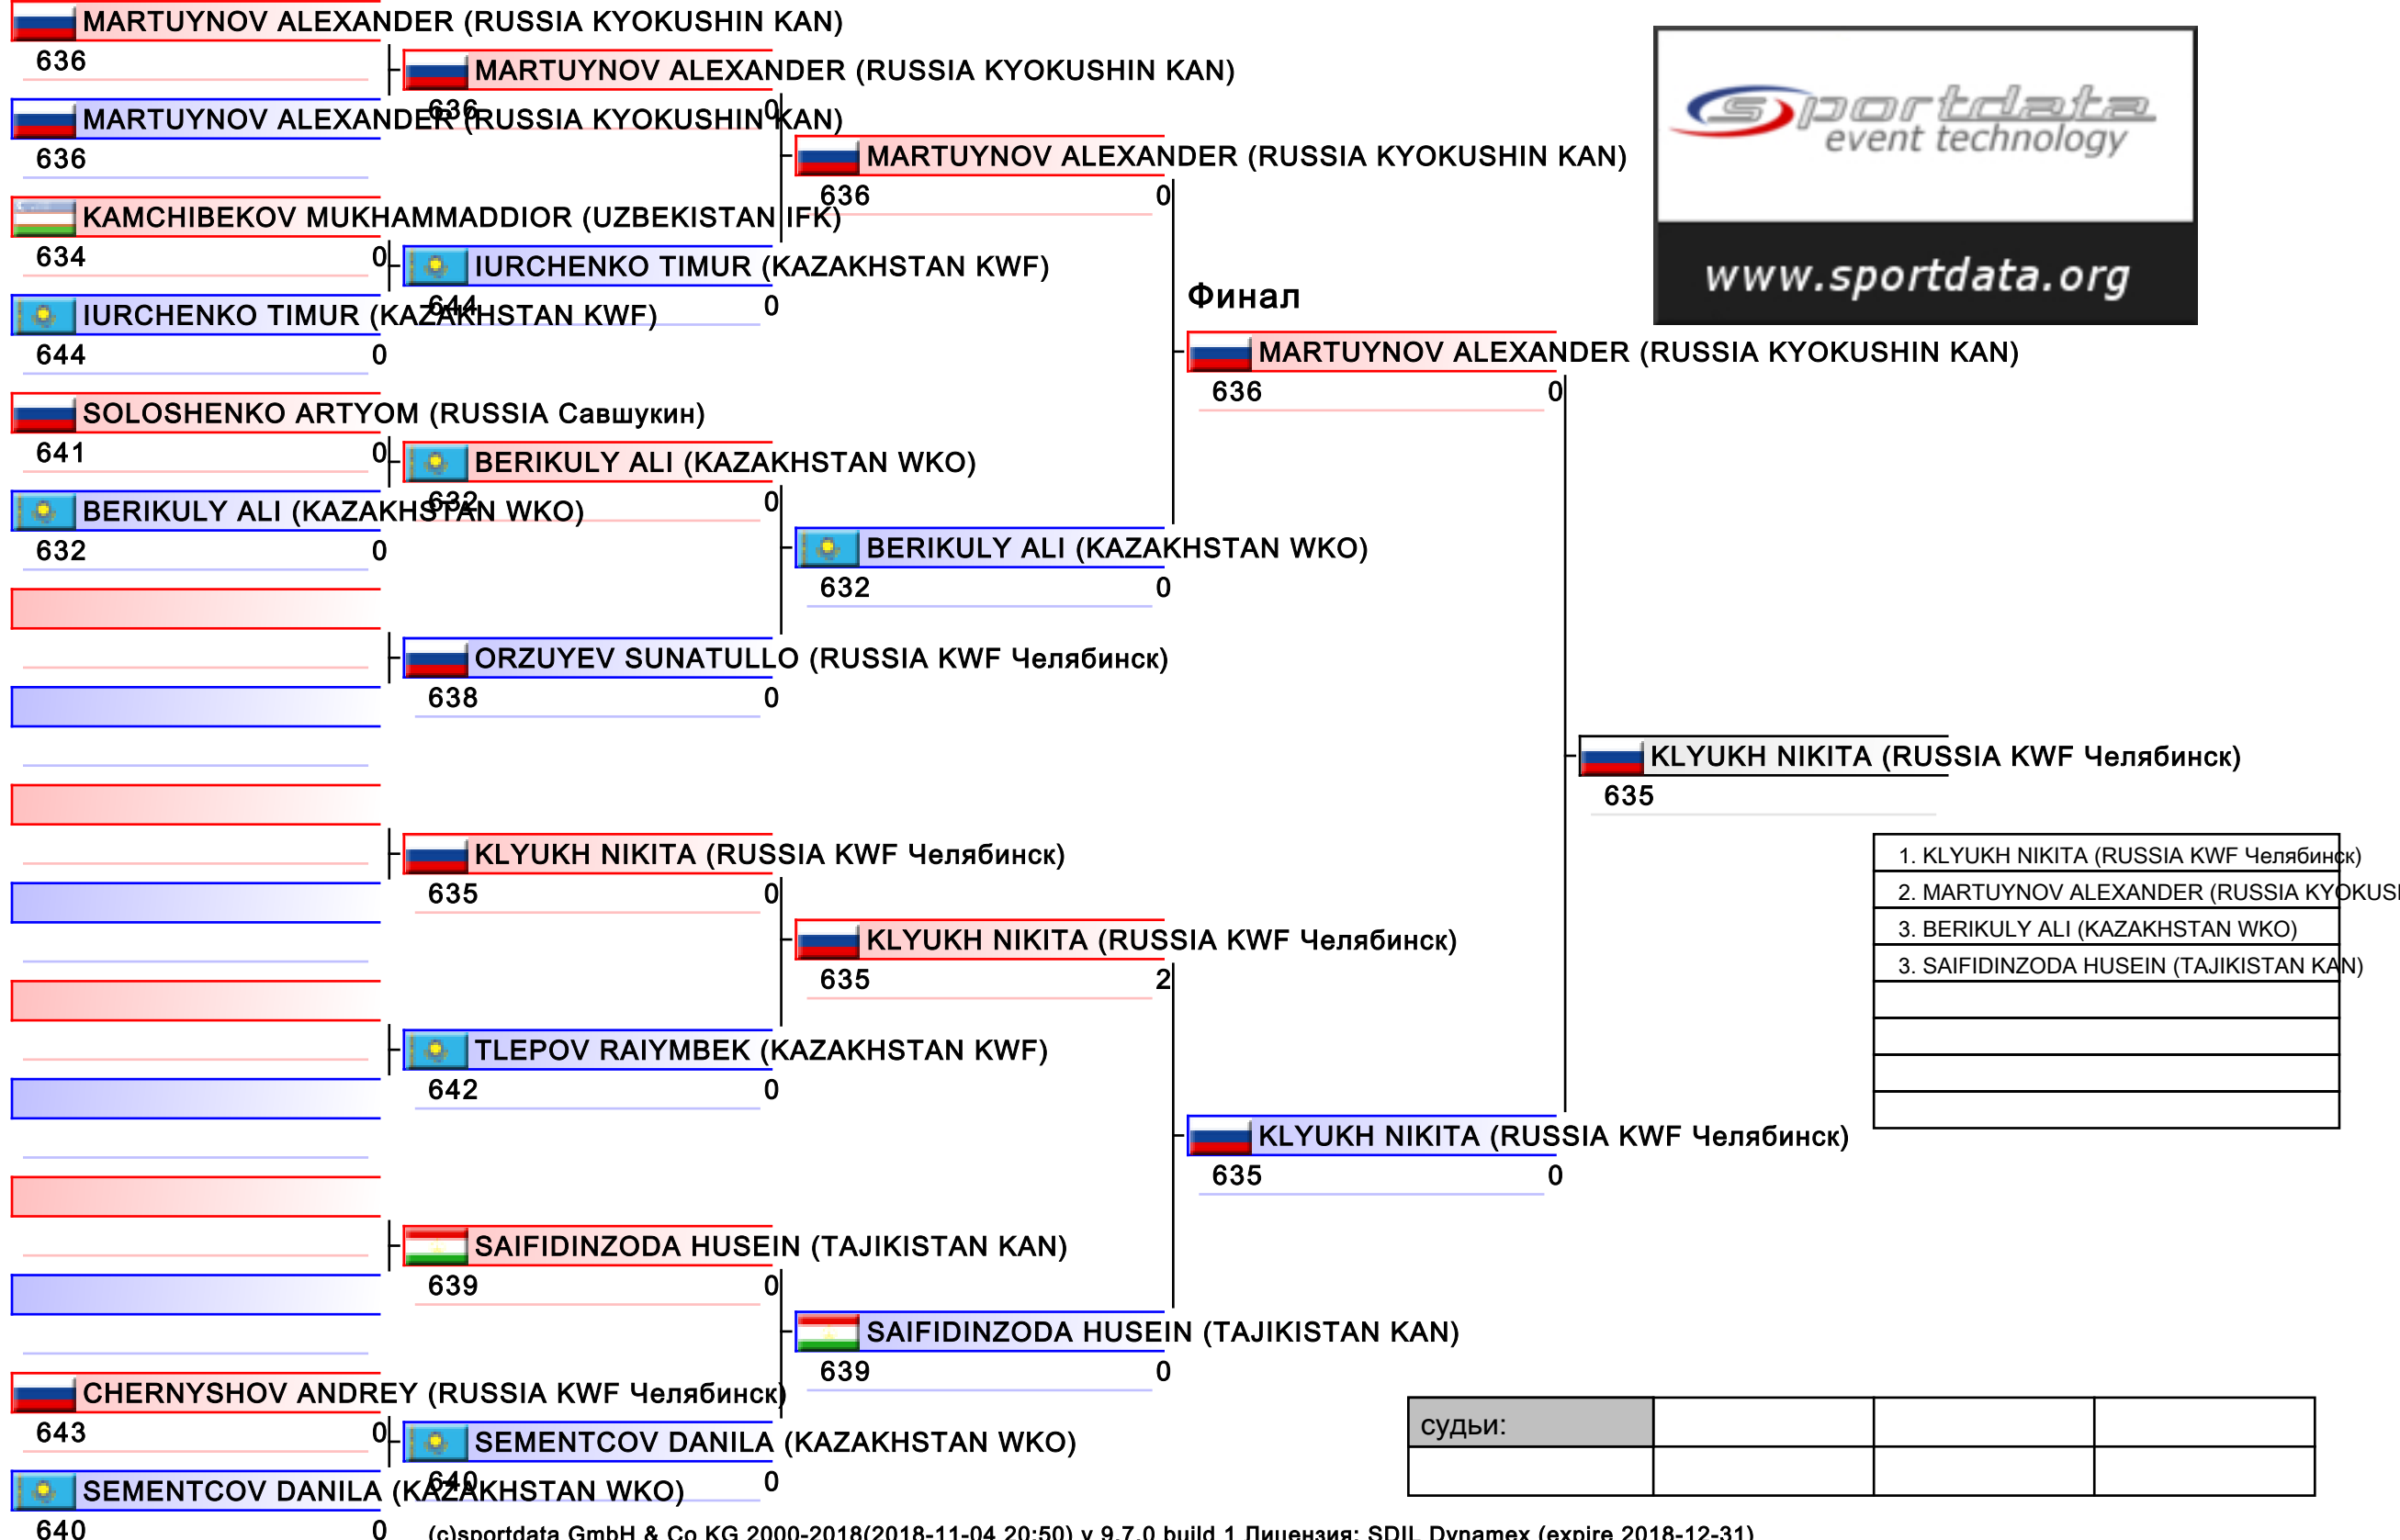 MARTUYNOV ALEXANDER (RUSSIA KYOKUSHIN KAN)
636
MARTUYNOV ALEXANDER (RUSSIA KYOKUSHIN KAN)
636
KAMCHIBEKOV MUKHAMMADDIOR (UZBEKISTAN IFK)
634 0
IURCHENKO TIMUR (KAZAKHSTAN KWF)
644 0
SOLOSHENKO ARTYOM (RUSSIA Савшукин)
641 0
BERIKULY ALI (KAZAKHSTAN WKO)
632 0
CHERNYSHOV ANDREY (RUSSIA KWF Челябинск)
643 0
SEMENTCOV DANILA (KAZAKHSTAN WKO)
640 0
MARTUYNOV ALEXANDER (RUSSIA KYOKUSHIN KAN)
636 0
IURCHENKO TIMUR (KAZAKHSTAN KWF)
644 0
BERIKULY ALI (KAZAKHSTAN WKO)
632 0
ORZUYEV SUNATULLO (RUSSIA KWF Челябинск)
638 0
KLYUKH NIKITA (RUSSIA KWF Челябинск)
635 0
TLEPOV RAIYMBEK (KAZAKHSTAN KWF)
642 0
SAIFIDINZODA HUSEIN (TAJIKISTAN KAN)
639 0
SEMENTCOV DANILA (KAZAKHSTAN WKO)
640 0
MARTUYNOV ALEXANDER (RUSSIA KYOKUSHIN KAN)
636 0
BERIKULY ALI (KAZAKHSTAN WKO)
632 0
KLYUKH NIKITA (RUSSIA KWF Челябинск)
635 2
SAIFIDINZODA HUSEIN (TAJIKISTAN KAN)
639 0
Финал
MARTUYNOV ALEXANDER (RUSSIA KYOKUSHIN KAN)
636 0
KLYUKH NIKITA (RUSSIA KWF Челябинск)
635 0
KLYUKH NIKITA (RUSSIA KWF Челябинск)
635
sportdata
event technology
www.sportdata.org
1. KLYUKH NIKITA (RUSSIA KWF Челябинск)
2. MARTUYNOV ALEXANDER (RUSSIA
3. BERIKULY ALI (KAZAKHSTAN WKO)
3. SAIFIDINZODA HUSEIN (TAJIKISTAN KAN)
судьи:
(c)sportdata GmbH & Co KG 2000-2018(2018-11-04 20:50) v 9.7.0 build 1 Лицензия: SDIL Dynamex (expire 2018-12-31)